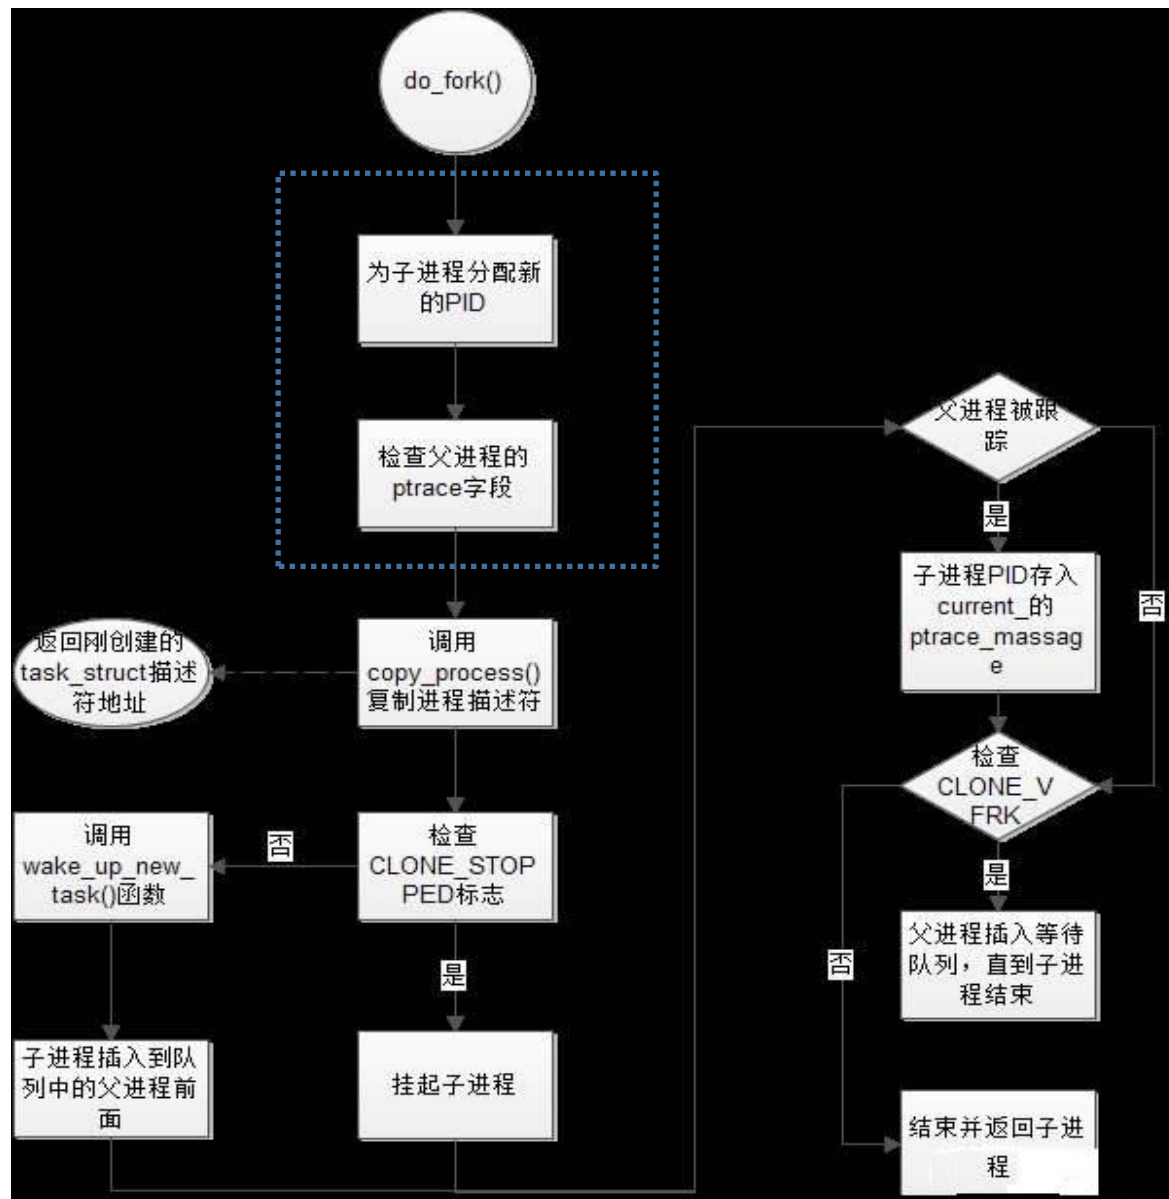 do_fork()
为子进程分配新
的PID
检查父进程的
ptrace字段
调用
copy_process()
复制进程描述符
返回刚创建的
task_struct描述
符地址
检查
CLONE_STOP
PED标志
否
调用
wake_up_new_
task()函数
子进程插入到队
列中的父进程前
面
是
挂起子进程
父进程被跟
踪
是
否
子进程PID存入
current_的
ptrace_massag
e
检查
CLONE_V
FRK
是
父进程插入等待
队列，直到子进
程结束
否
结束并返回子进
程